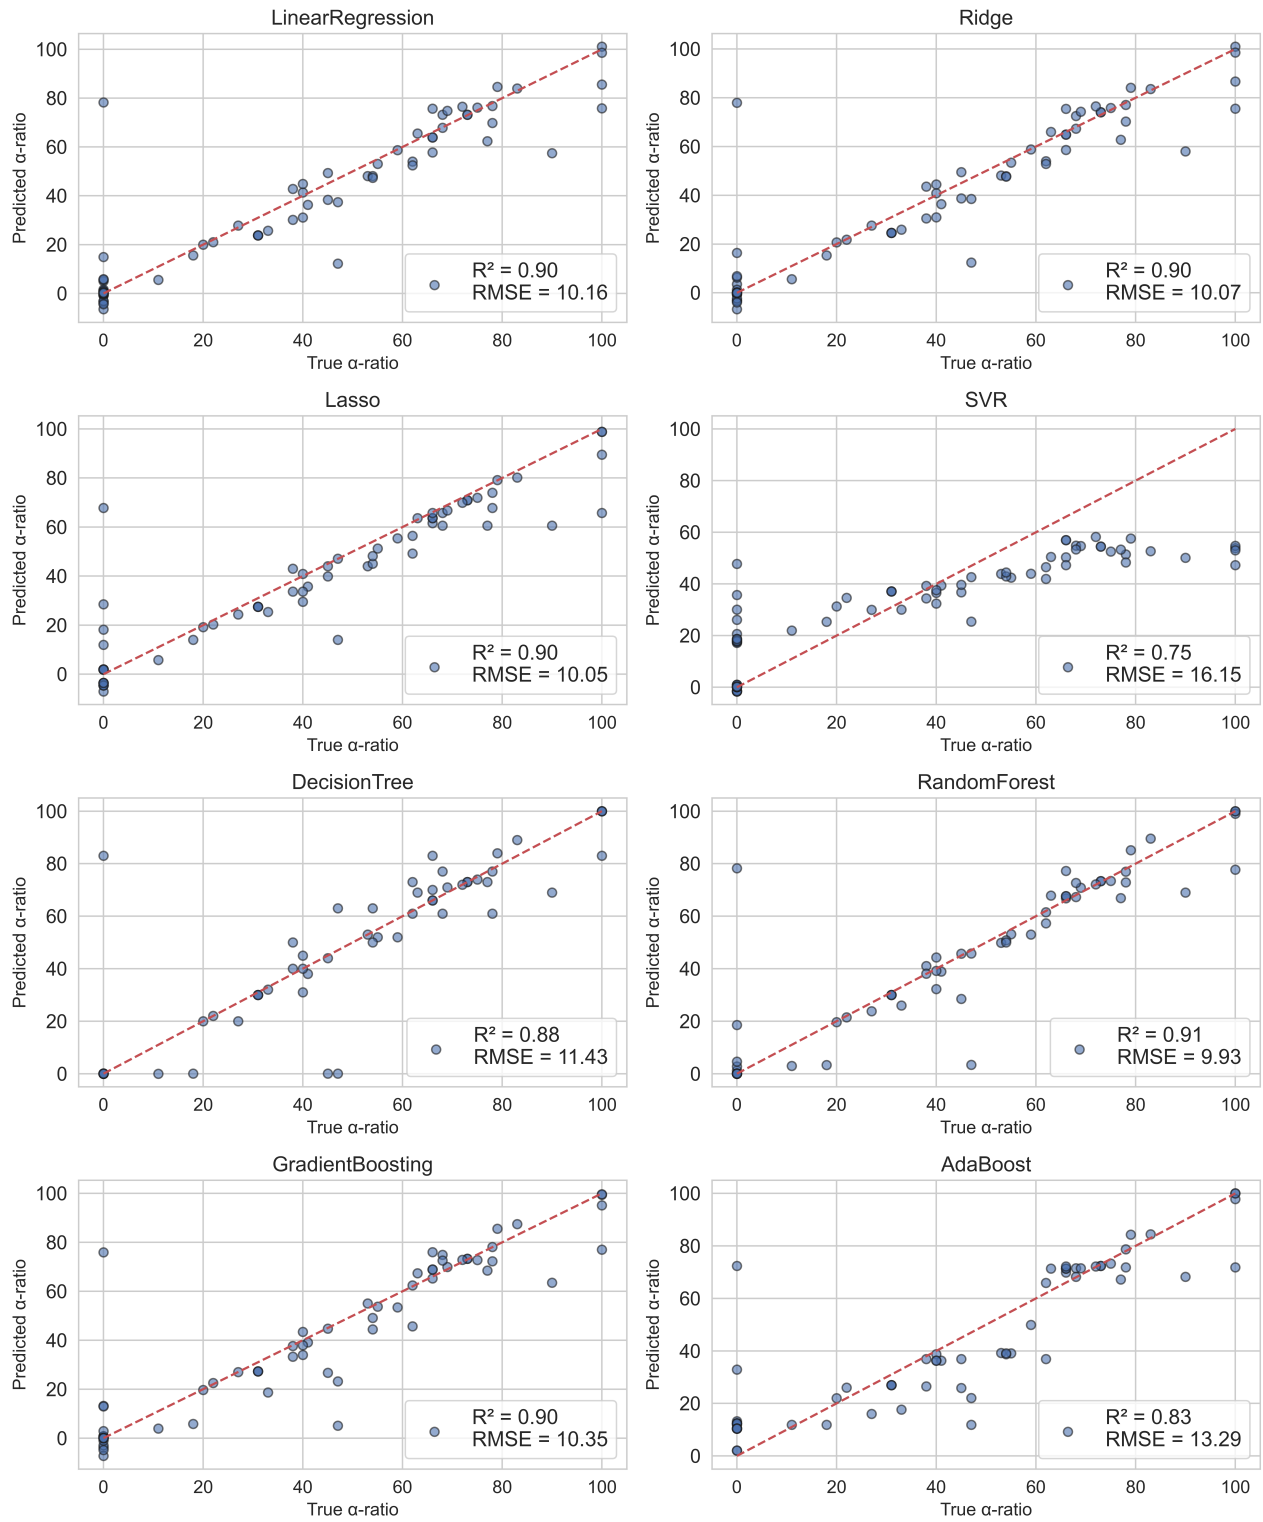 LinearRegression
100
80
60
40
20
0
Predicted α-ratio
R² = 0.90
RMSE = 10.16
0 20 40 60 80 100
True α-ratio
Ridge
100
80
60
40
20
0
Predicted α-ratio
R² = 0.90
RMSE = 10.07
0 20 40 60 80 100
True α-ratio
Lasso
100
80
60
40
20
0
Predicted α-ratio
R² = 0.90
RMSE = 10.05
0 20 40 60 80 100
True α-ratio
SVR
100
80
60
40
20
0
Predicted α-ratio
R² = 0.75
RMSE = 16.15
0 20 40 60 80 100
True α-ratio
DecisionTree
100
80
60
40
20
0
Predicted α-ratio
R² = 0.88
RMSE = 11.43
0 20 40 60 80 100
True α-ratio
RandomForest
100
80
60
40
20
0
Predicted α-ratio
R² = 0.91
RMSE = 9.93
0 20 40 60 80 100
True α-ratio
GradientBoosting
100
80
60
40
20
0
Predicted α-ratio
R² = 0.90
RMSE = 10.35
0 20 40 60 80 100
True α-ratio
AdaBoost
100
80
60
40
20
0
Predicted α-ratio
R² = 0.83
RMSE = 13.29
0 20 40 60 80 100
True α-ratio